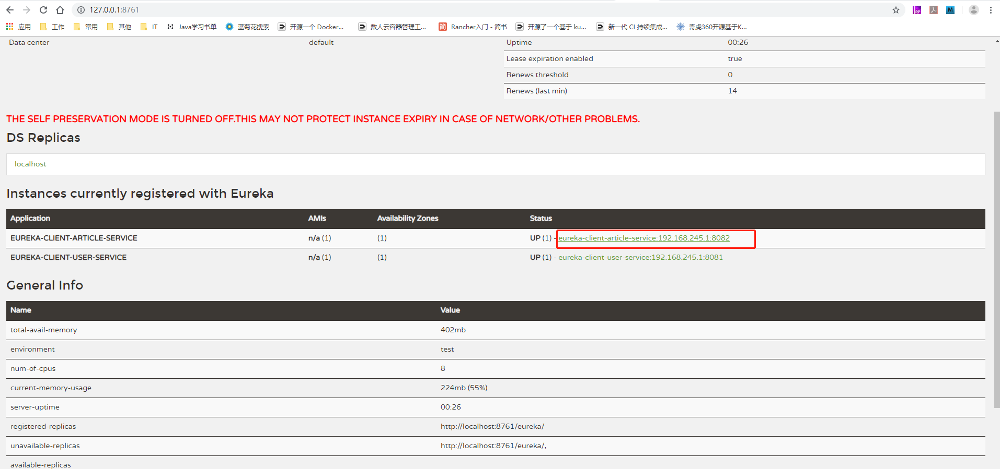 127.0.0.1:8761
应用 工作 常用 其他 IT Java学习书单 蓝菊花搜索 开源一个 Docker... 数人云容器管理工... Rancher入门 - 简书 开源了一个基于 ku... 新一代 CI 持续集成... 奇虎360开源基于K...
Data center default
Uptime 00:26
Lease expiration enabled true
Renews threshold 0
Renews (last min) 14
THE SELF PRESERVATION MODE IS TURNED OFF.THIS MAY NOT PROTECT INSTANCE EXPIRY IN CASE OF NETWORK/OTHER PROBLEMS.
DS Replicas
localhost
Instances currently registered with Eureka
Application AMIs Availability Zones Status
EUREKA-CLIENT-ARTICLE-SERVICE n/a (1) (1) UP (1) - eureka-client-article-service:192.168.245.1:8082
EUREKA-CLIENT-USER-SERVICE n/a (1) (1) UP (1) - eureka-client-user-service:192.168.245.1:8081
General Info
Name Value
total-avail-memory 402mb
environment test
num-of-cpus 8
current-memory-usage 224mb (55%)
server-uptime 00:26
registered-replicas http://localhost:8761/eureka/
unavailable-replicas http://localhost:8761/eureka/,
available-replicas